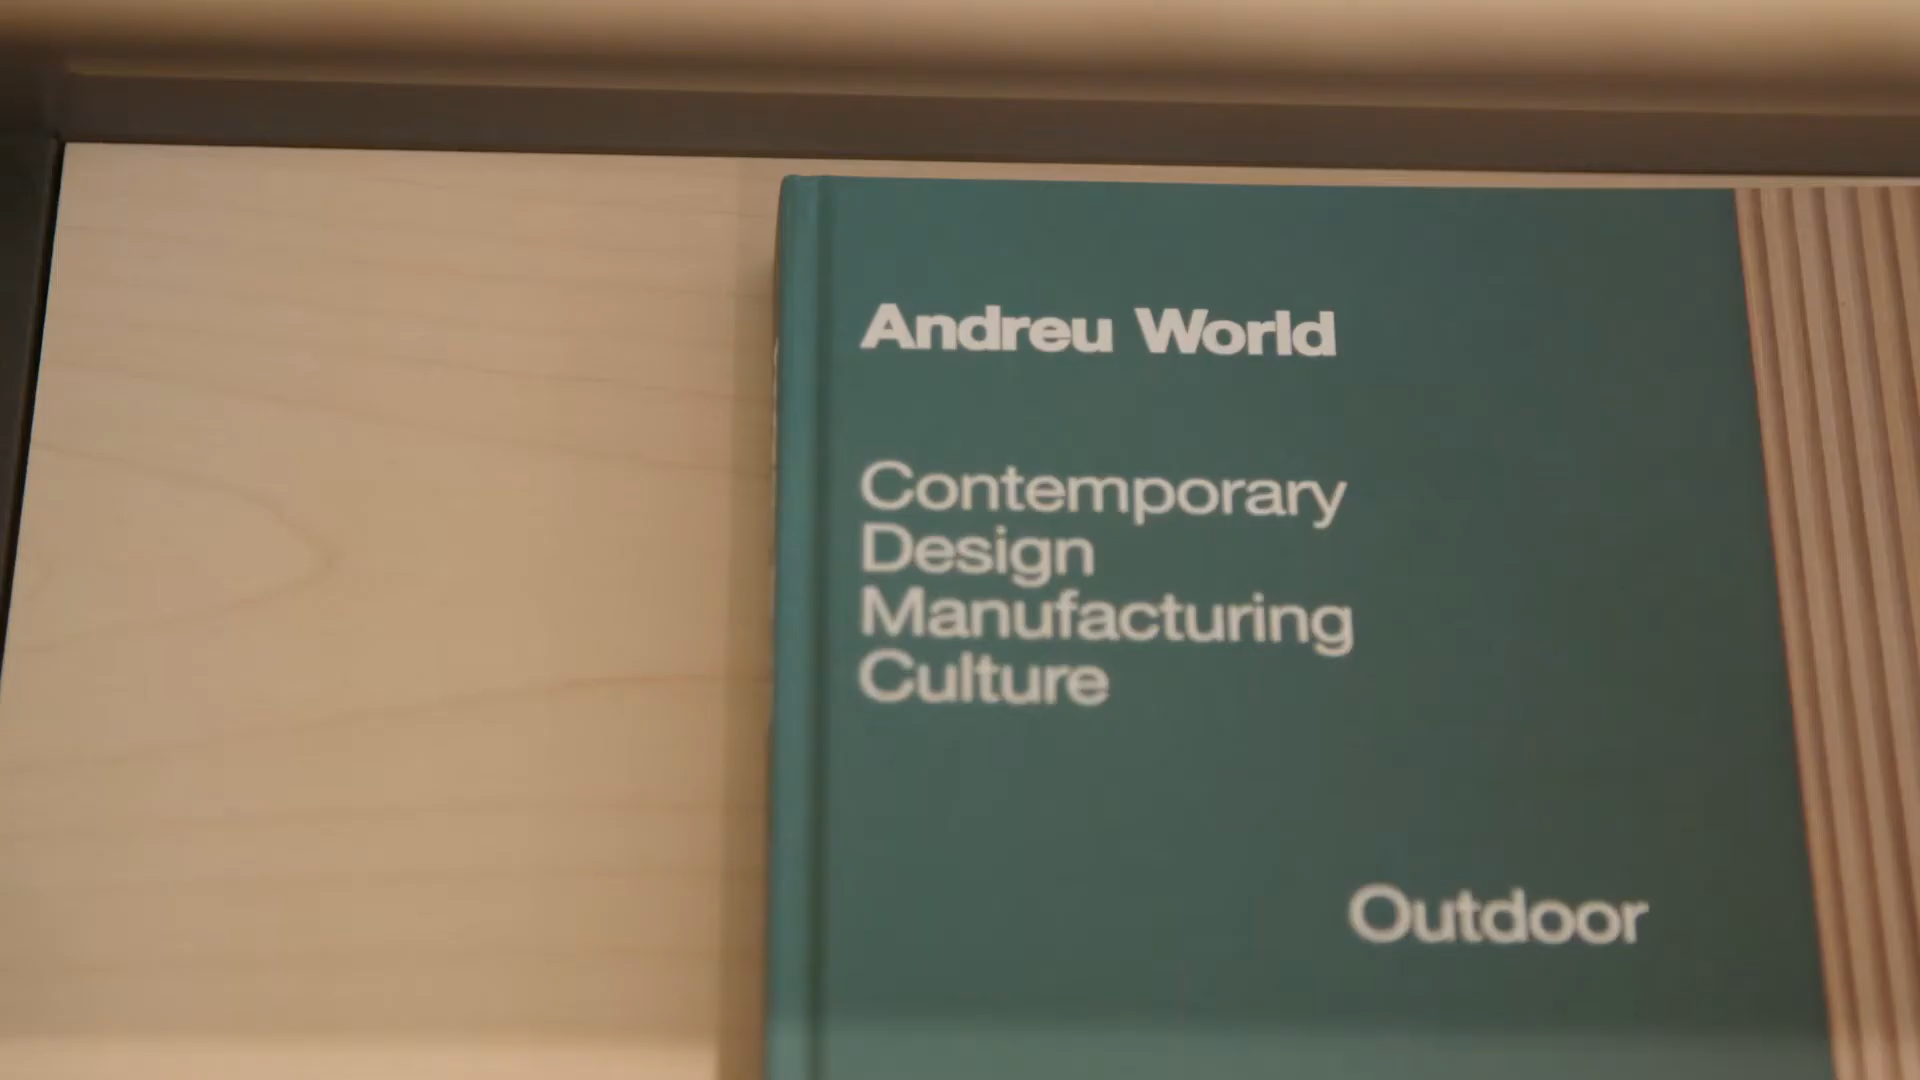 Andreu World
Contemporary
Design
Manufacturing
Culture
Outdoor